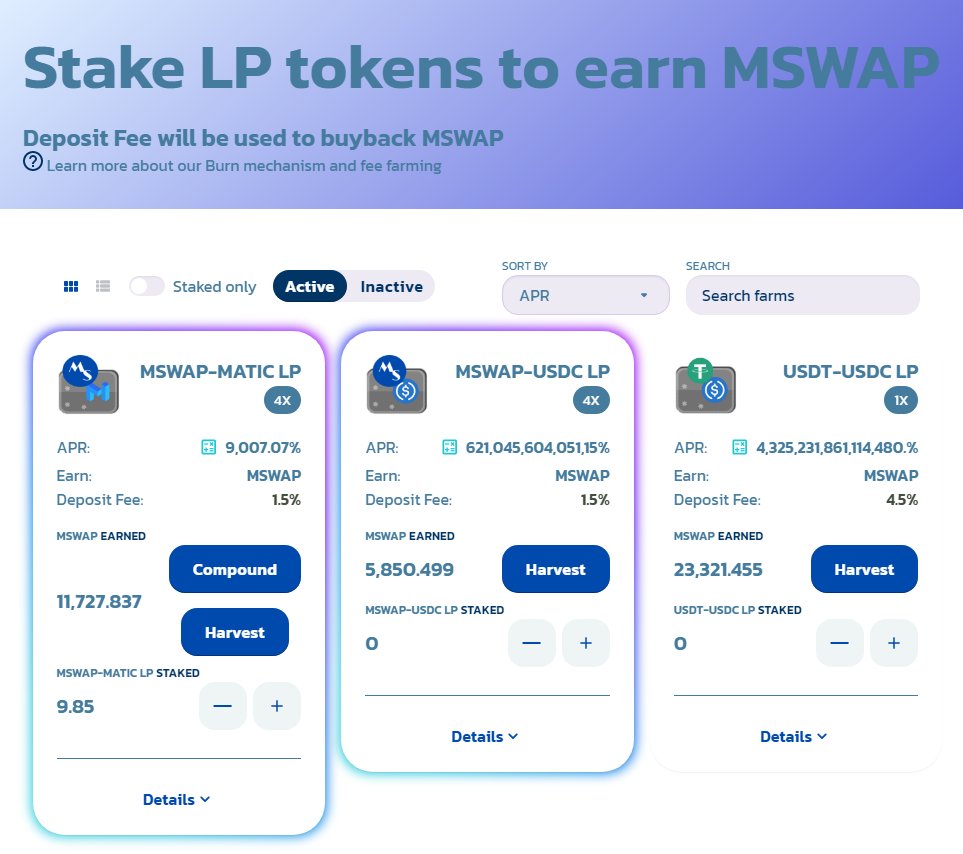 Stake LP tokens to earn MSWAP
Deposit Fee will be used to buyback MSWAP
Learn more about our Burn mechanism and fee farming
Staked only
Active
Inactive
SORT BY
APR
SEARCH
Search farms
MSWAP-MATIC LP
4X
APR:
9,007.07%
Earn:
MSWAP
Deposit Fee:
1.5%
MSWAP EARNED
11,727.837
Compound
Harvest
MSWAP-MATIC LP STAKED
9.85
Details
MSWAP-USDC LP
4X
APR:
621,045,604,051,15%
Earn:
MSWAP
Deposit Fee:
1.5%
MSWAP EARNED
5,850.499
Harvest
MSWAP-USDC LP STAKED
0
Details
USDT-USDC LP
1X
APR:
4,325,231,861,114,480.%
Earn:
MSWAP
Deposit Fee:
4.5%
MSWAP EARNED
23,321.455
Harvest
USDT-USDC LP STAKED
0
Details